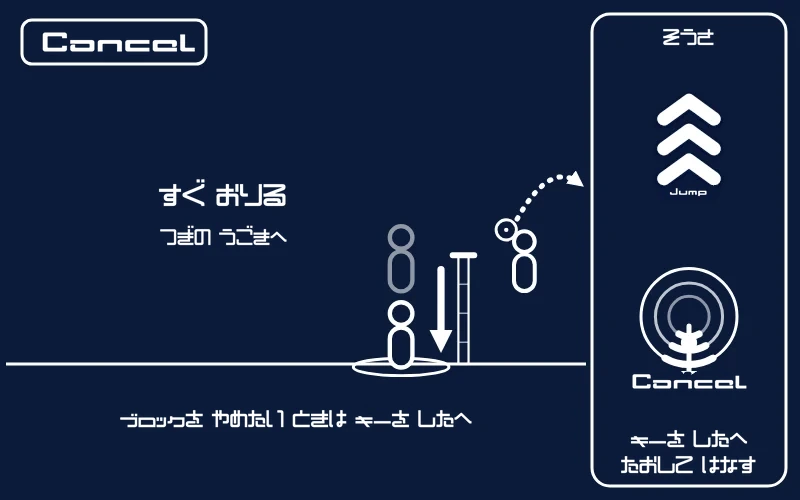 Cancel
すぐ おりる
つぎの うごきへ
ブロックを やめたいときは キーを したへ
そうさ
Jump
Cancel
キーを したへ
たおして はなす